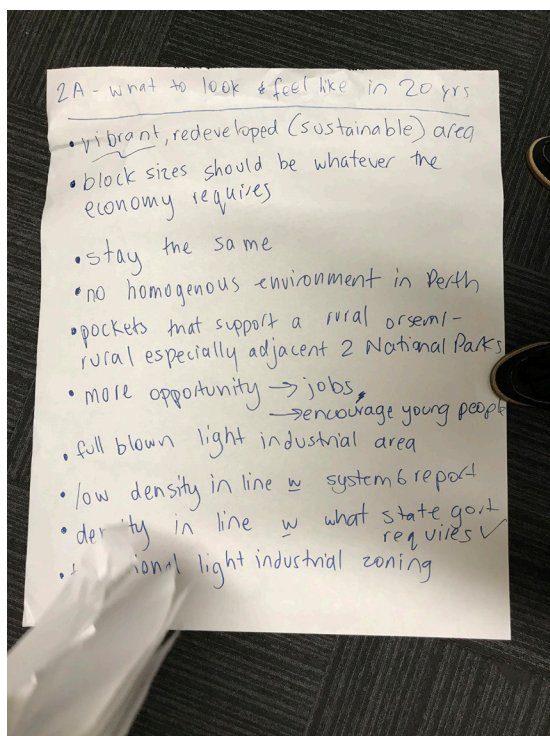 2A - what to look & feel like in 20 yrs
• vibrant, redeveloped (sustainable) area
• block sizes should be whatever the
economy requires
• stay the same
• no homogenous environment in Perth
• pockets that support a rural or semi-
rural especially adjacent 2 National Parks
• more opportunity → jobs,
→ encourage young people
• full blown light industrial area
• low density in line w system 6 report
• density in line w what state govt
requires ✓
• light industrial zoning